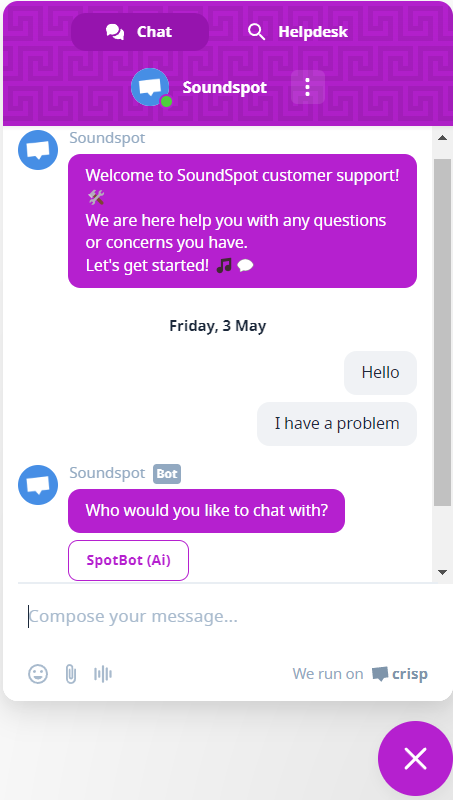 Chat Helpdesk
Soundspot
Soundspot
Welcome to SoundSpot customer support!
🛠️
We are here help you with any questions
or concerns you have.
Let's get started! 🎵💬
Friday, 3 May
Hello
I have a problem
Soundspot Bot
Who would you like to chat with?
SpotBot (Ai)
Compose your message...
We run on crisp